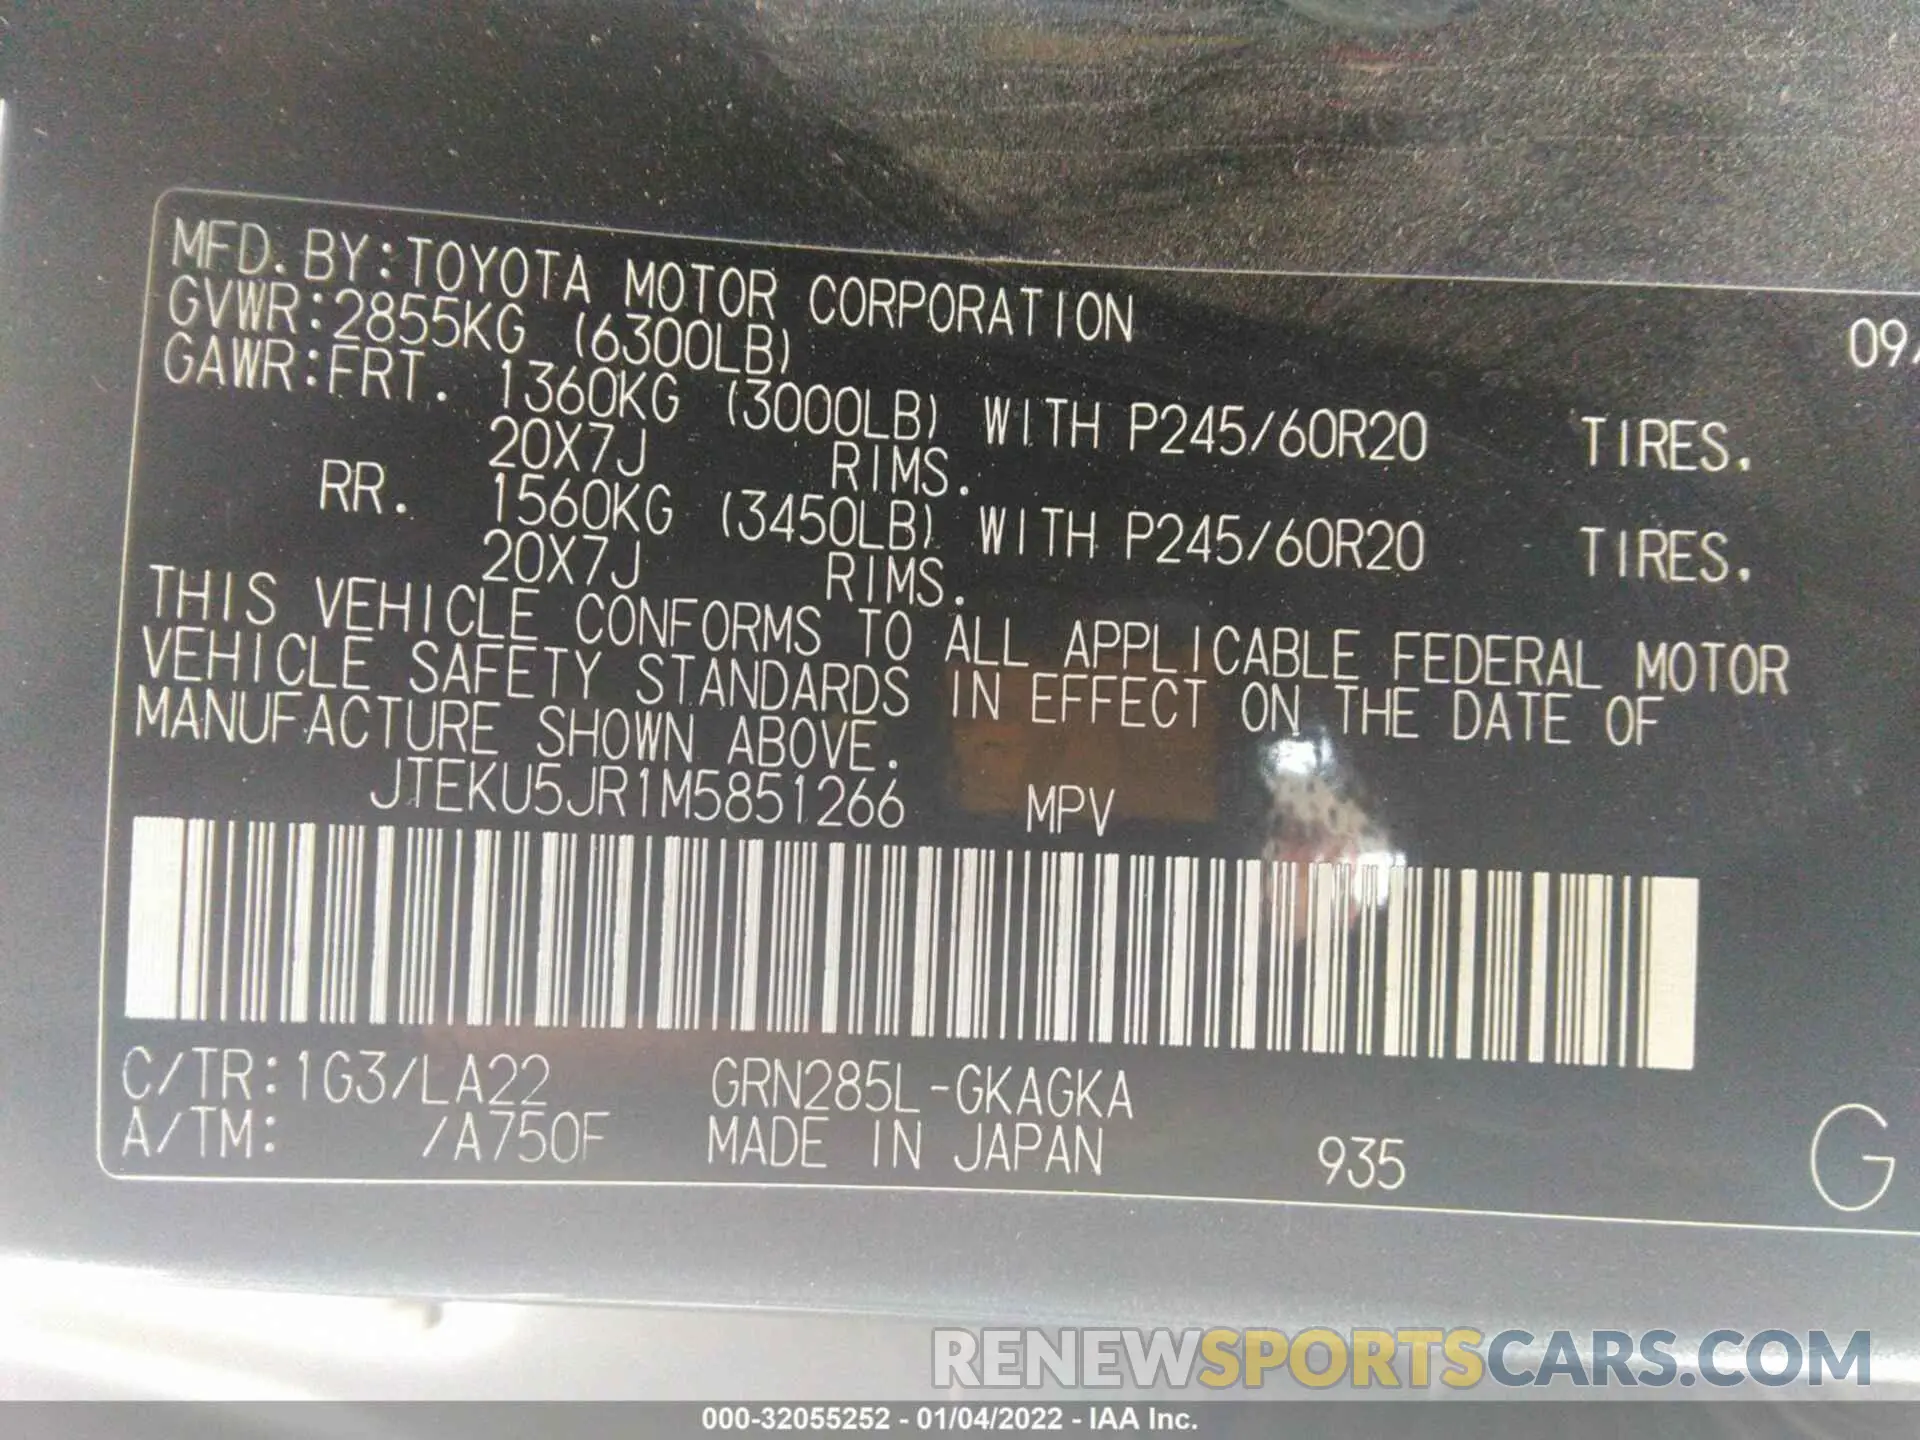 MFD. BY: TOYOTA MOTOR CORPORATION 09/
GVWR: 2855KG (6300LB)
GAWR: FRT. 1360KG (3000LB) WITH P245/60R20 TIRES.
20X7J RIMS.
RR. 1560KG (3450LB) WITH P245/60R20 TIRES.
20X7J RIMS.
THIS VEHICLE CONFORMS TO ALL APPLICABLE FEDERAL MOTOR
VEHICLE SAFETY STANDARDS IN EFFECT ON THE DATE OF
MANUFACTURE SHOWN ABOVE.
JTEKU5JR1M5851266 MPV
C/TR: 1G3/LA22 GRN285L-GKAGKA
A/TM: /A750F MADE IN JAPAN 935 G
RENEWSPORTSCARS.COM
000-32055252 - 01/04/2022 - IAA Inc.